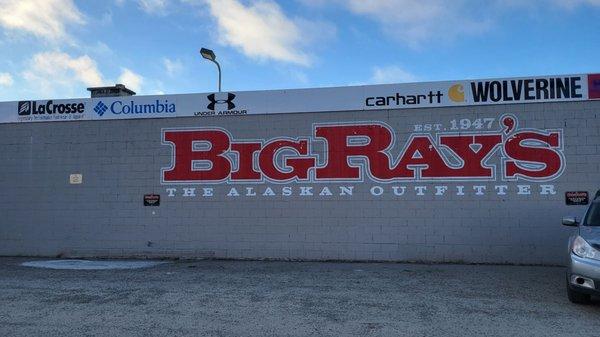 LaCROSSE
Columbia
UNDER ARMOUR
carhartt
WOLVERINE
EST. 1947
BIG RAY'S
THE ALASKAN OUTFITTER